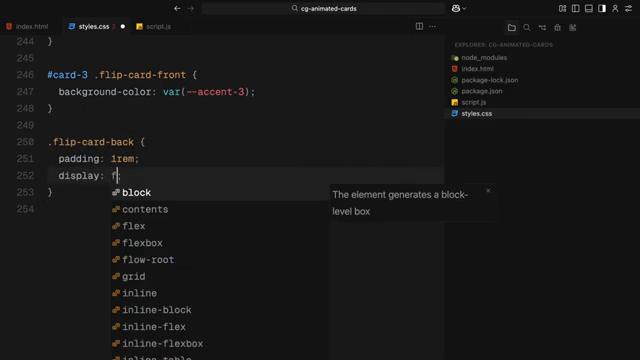 cg-animated-cards
index.html
styles.css 2
script.js
EXPLORER: CG-ANIMATED-CARDS
node_modules
index.html
package-lock.json
package.json
script.js
styles.css
244 }
245
246 #card-3 .flip-card-front {
247 background-color: var(--accent-3);
248 }
250 .flip-card-back {
251 padding: 1rem;
252 display: f;
253 }
254
block
contents
flex
flexbox
flow-root
grid
inline
inline-block
inline-flex
inline-flexbox
inline-table
The element generates a block-
level box